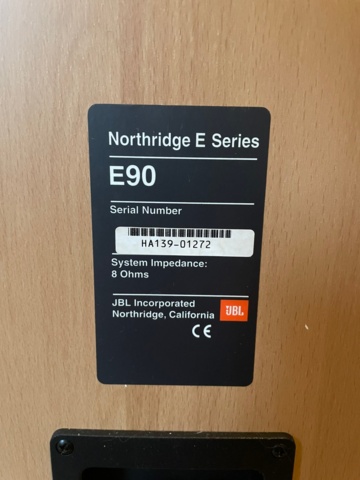 Northridge E Series
E90
Serial Number
HA139-01272
System Impedance:
8 Ohms
JBL Incorporated
Northridge, California
JBL
CE